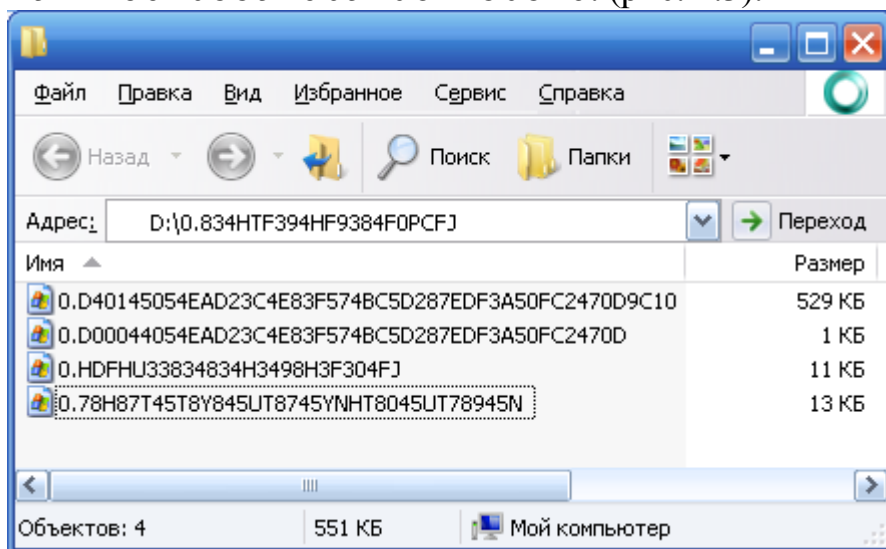 Файл Правка Вид Избранное Сервис Справка
Назад Поиск Папки
Адрес: D:\0.834HTF394HF9384F0PCFJ Переход
Имя Размер
0.D40145054EAD23C4E83F574BC5D287EDF3A50FC2470D9C10 529 КБ
0.D00044054EAD23C4E83F574BC5D287EDF3A50FC2470D 1 КБ
0.HDFHU33834834H3498H3F304FJ 11 КБ
0.78H87T45T8Y845UT8745YNHT8045UT78945N 13 КБ
Объектов: 4 551 КБ Мой компьютер